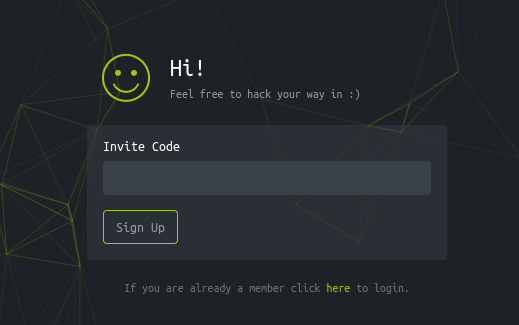 Hi!
Feel free to hack your way in :)
Invite Code
Sign Up
If you are already a member click here to login.